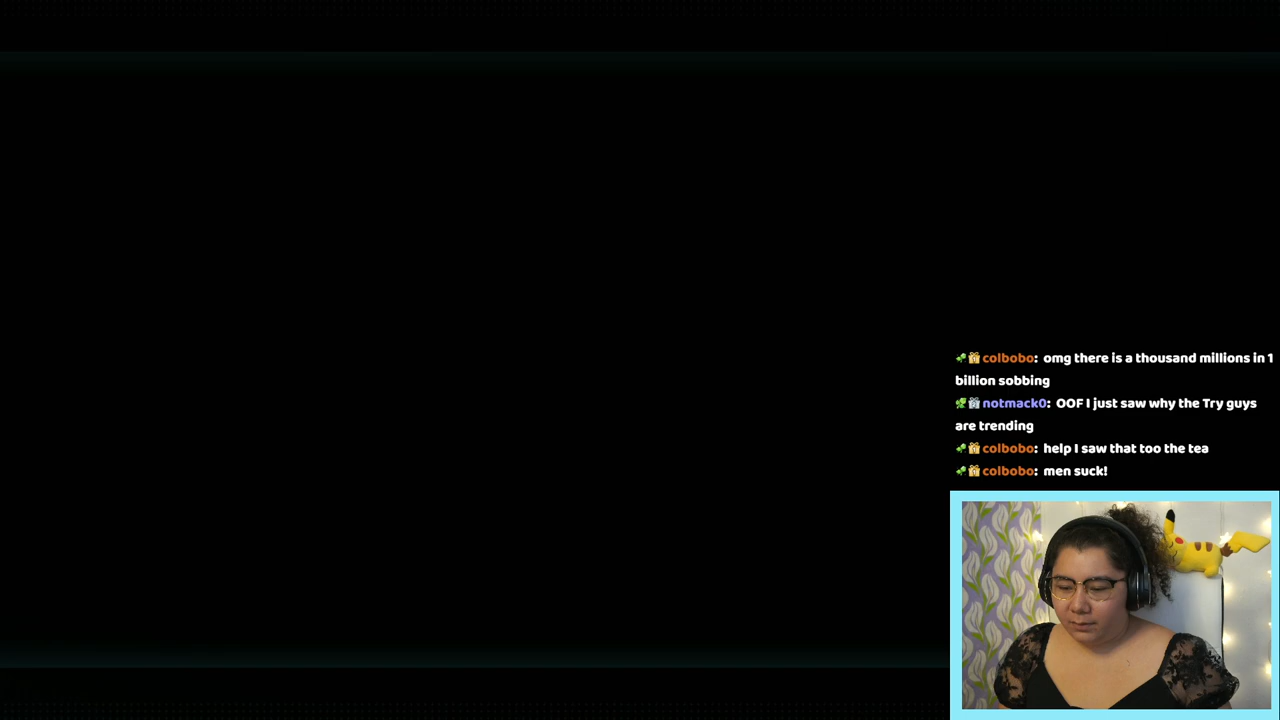 colbobo: omg there is a thousand millions in 1
billion sobbing
notmack0: OOF I just saw why the Try guys
are trending
colbobo: help I saw that too the tea
colbobo: men suck!